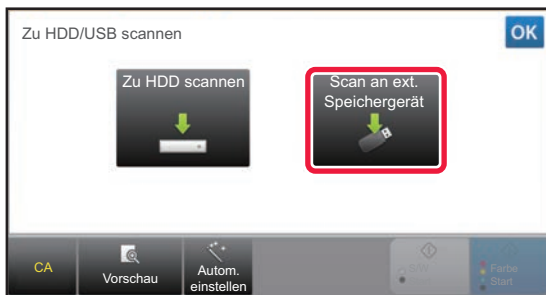 Zu HDD/USB scannen
OK
Zu HDD scannen
Scan an ext.
Speichergerät
CA
Vorschau
Autom.
einstellen
S/W
Farbe
Start